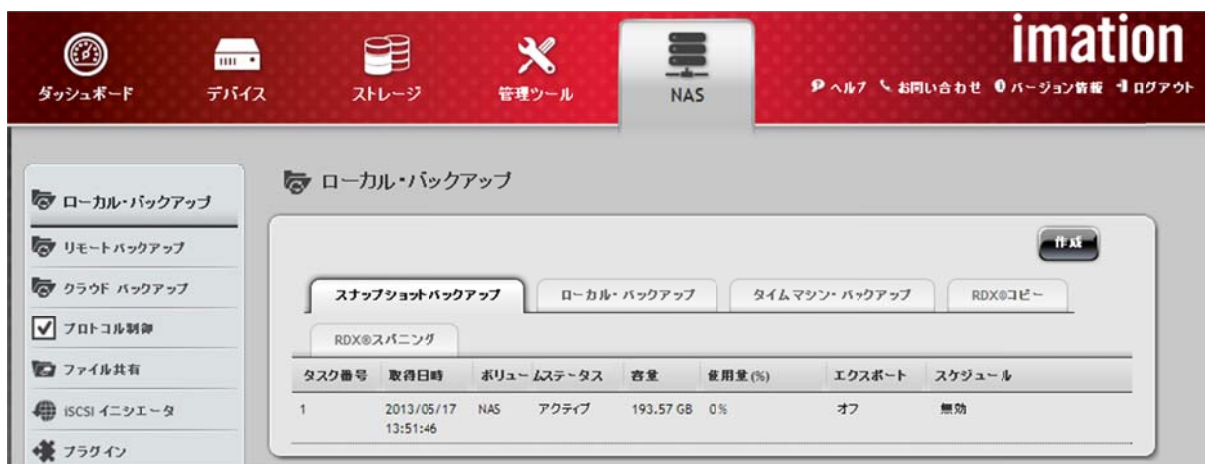 imation
ダッシュボード デバイス ストレージ 管理ツール NAS
ヘルプ お問い合わせ バージョン情報 ログアウト
ローカル・バックアップ
リモートバックアップ
クラウド バックアップ
プロトコル制御
ファイル共有
iSCSI イニシエータ
プラグイン
ローカル・バックアップ
作成
スナップショットバックアップ ローカル・バックアップ タイムマシン・バックアップ RDX®コピー
RDX®スパニング
タスク番号 取得日時 ボリュームステータス 容量 使用量(%) エクスポート スケジュール
1 2013/05/17 NAS アクティブ 193.57 GB 0% オフ 無効
13:51:46